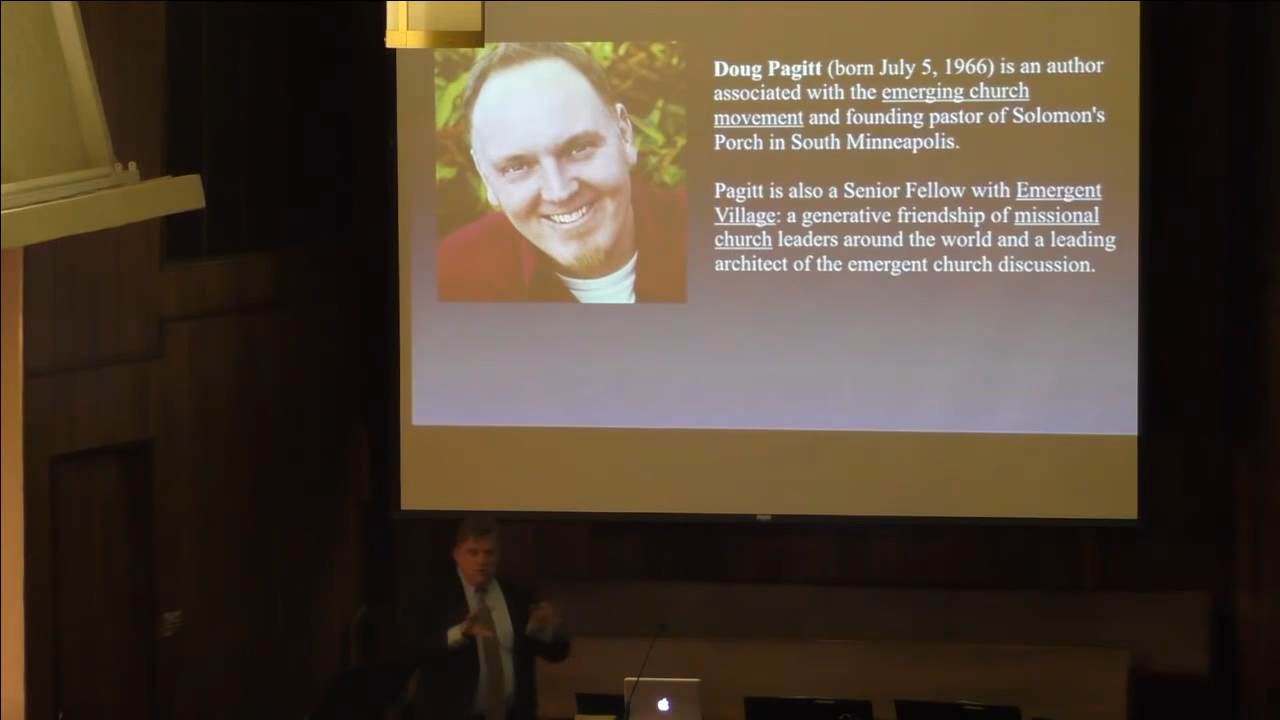 Doug Pagitt (born July 5, 1966) is an author
associated with the emerging church
movement and founding pastor of Solomon's
Porch in South Minneapolis.
Pagitt is also a Senior Fellow with Emergent
Village: a generative friendship of missional
church leaders around the world and a leading
architect of the emergent church discussion.